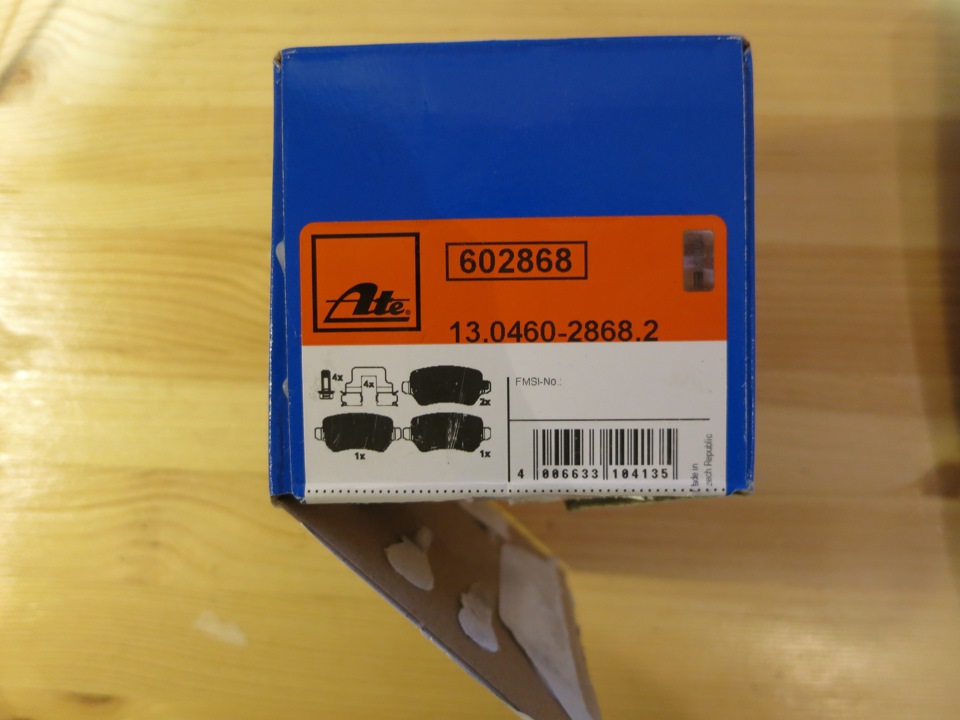 Ate®
602868
13.0460-2868.2
4x
4x
2x
1x
1x
FMSI-No.:
4 006633 104135
Made in
Czech Republic